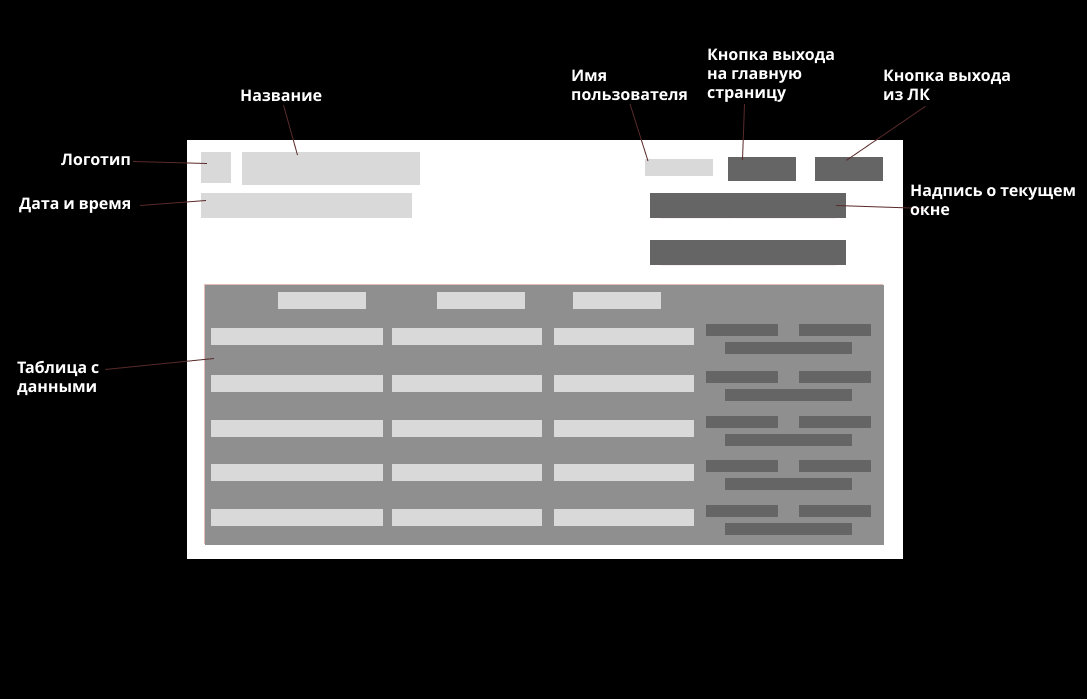 Кнопка выхода
на главную
страницу
Имя
пользователя
Кнопка выхода
из ЛК
Название
Логотип
Дата и время
Надпись о текущем
окне
Таблица с
данными